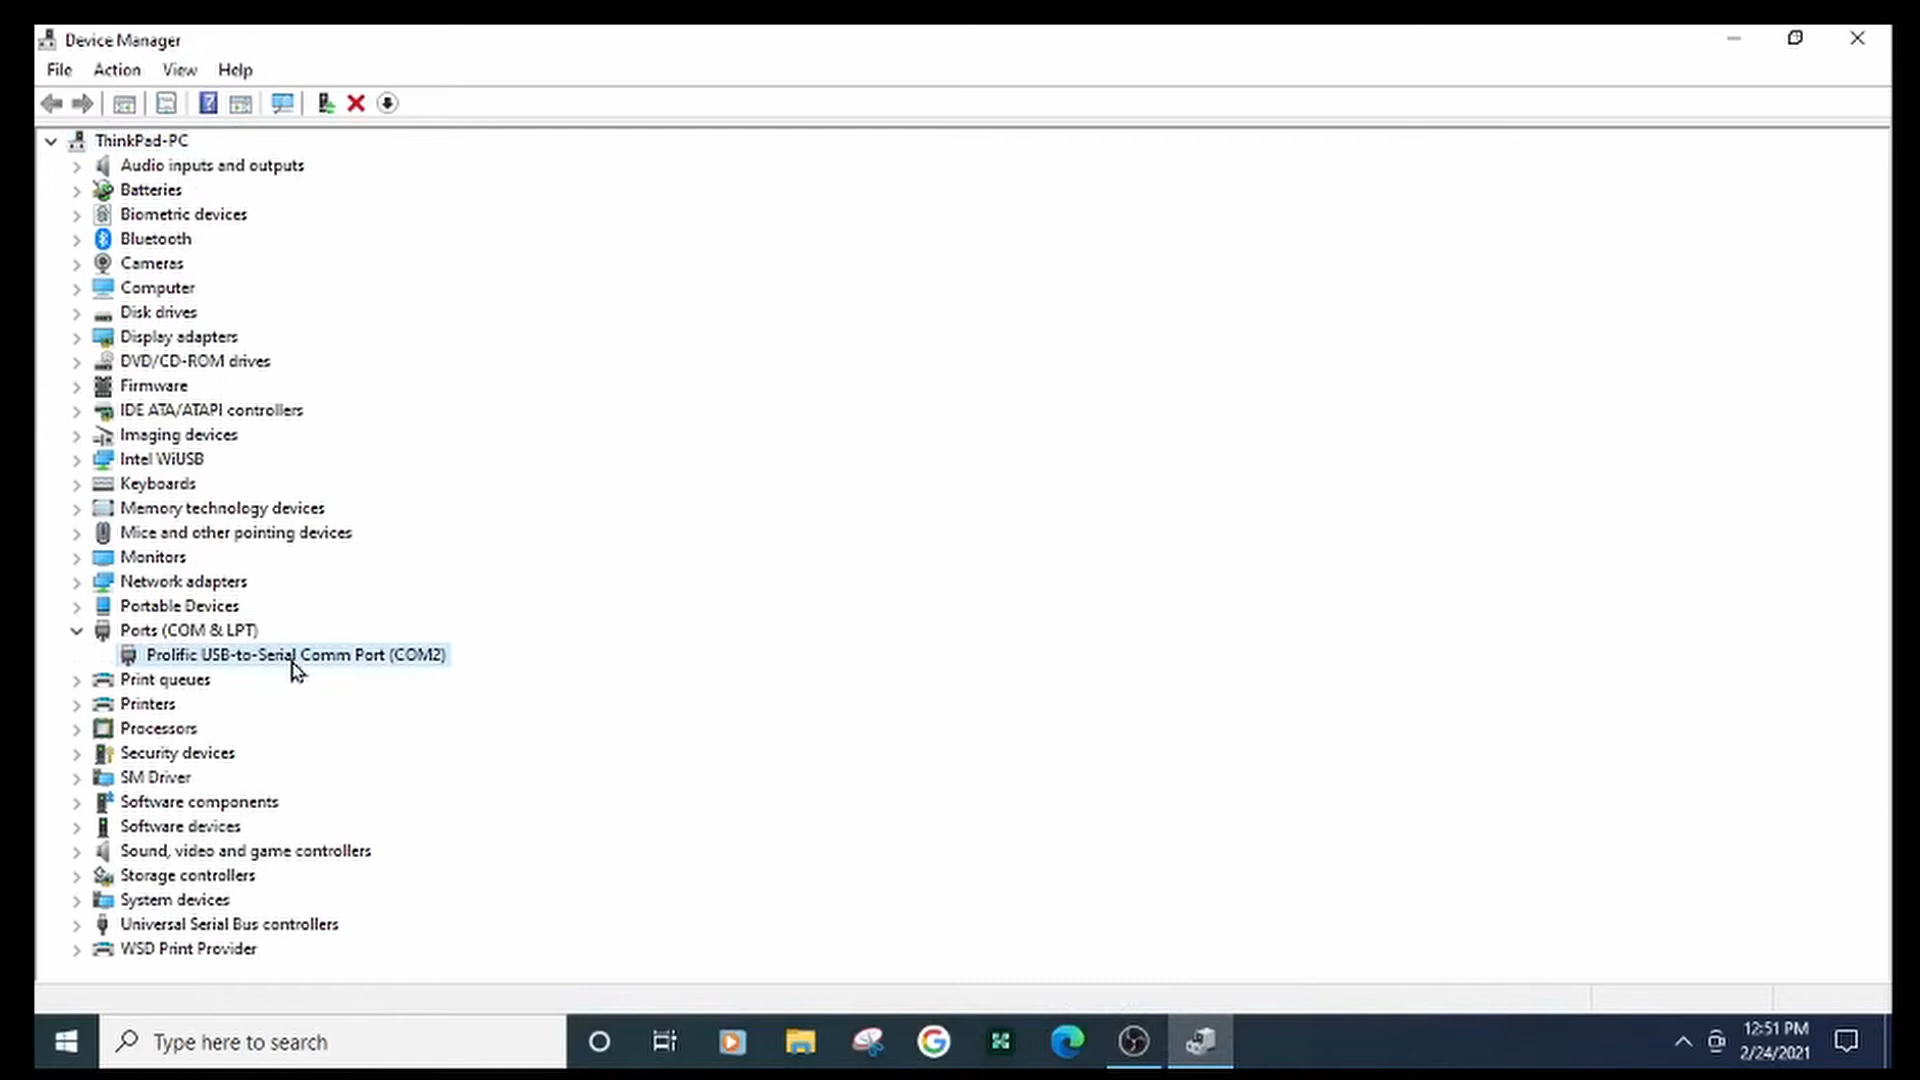 Device Manager
File Action View Help
ThinkPad-PC
Audio inputs and outputs
Batteries
Biometric devices
Bluetooth
Cameras
Computer
Disk drives
Display adapters
DVD/CD-ROM drives
Firmware
IDE ATA/ATAPI controllers
Imaging devices
Intel WiUSB
Keyboards
Memory technology devices
Mice and other pointing devices
Monitors
Network adapters
Portable Devices
Ports (COM & LPT)
Prolific USB-to-Serial Comm Port (COM2)
Print queues
Printers
Processors
Security devices
SM Driver
Software components
Software devices
Sound, video and game controllers
Storage controllers
System devices
Universal Serial Bus controllers
WSD Print Provider
Type here to search
12:51 PM
2/24/2021